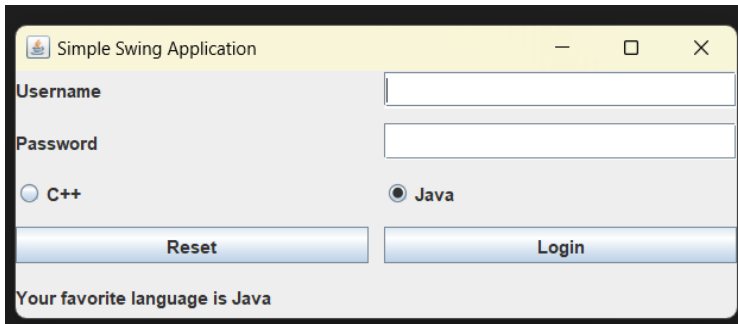 Simple Swing Application
Username
Password
C++ Java
Reset Login
Your favorite language is Java